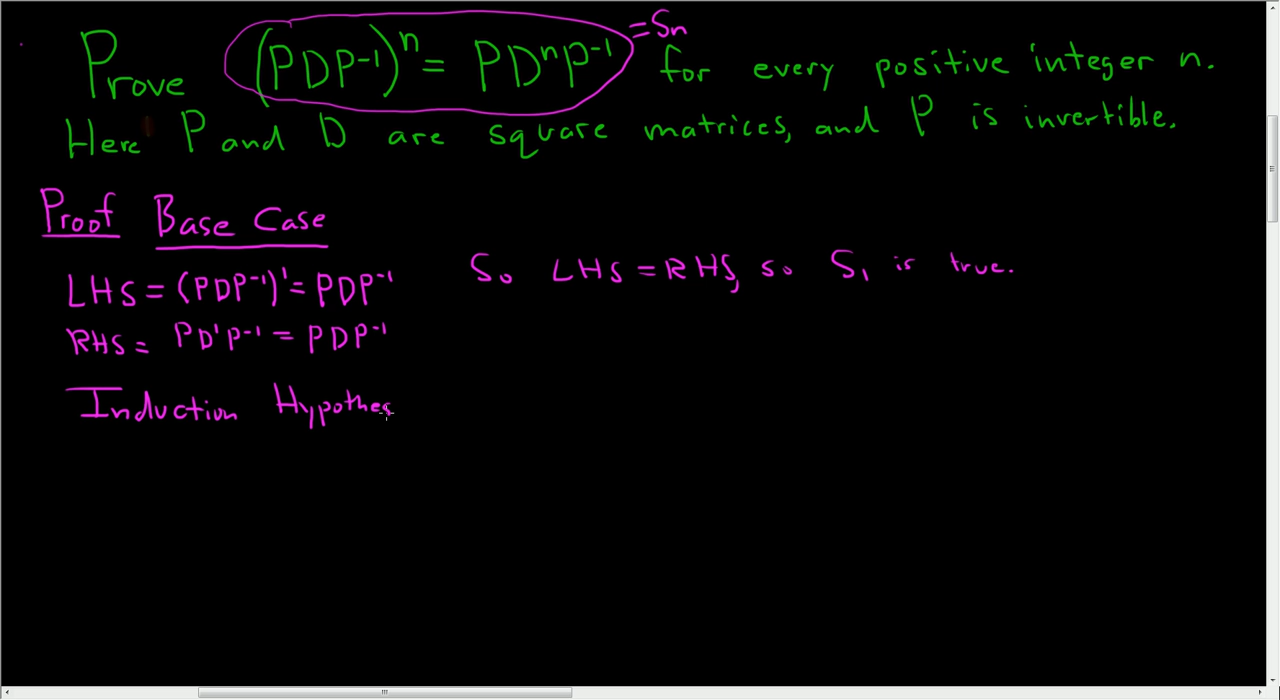 Prove (PDP⁻¹)ⁿ = PDⁿP⁻¹ = Sn for every positive integer n.
Here P and D are square matrices, and P is invertible.
Proof Base Case
LHS = (PDP⁻¹)¹ = PDP⁻¹ So LHS = RHS, so S₁ is true.
RHS = PD¹P⁻¹ = PDP⁻¹
Induction Hypothes